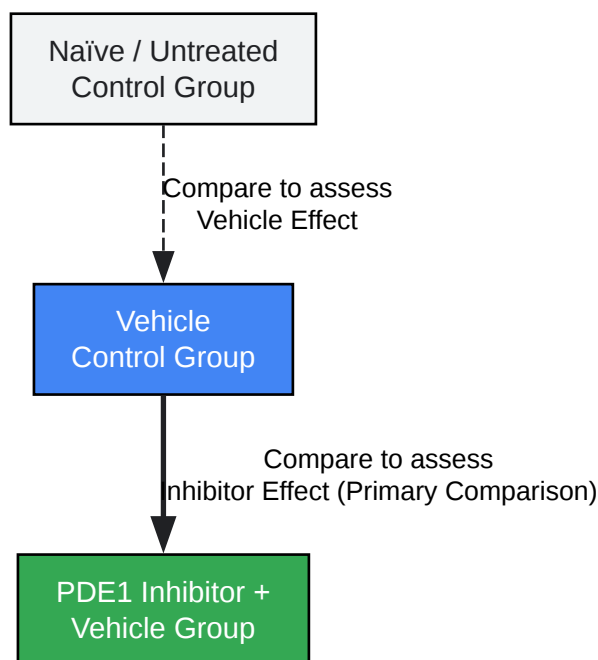 Naïve / Untreated
Control Group
Compare to assess
Vehicle Effect
Vehicle
Control Group
Compare to assess
Inhibitor Effect (Primary Comparison)
PDE1 Inhibitor +
Vehicle Group